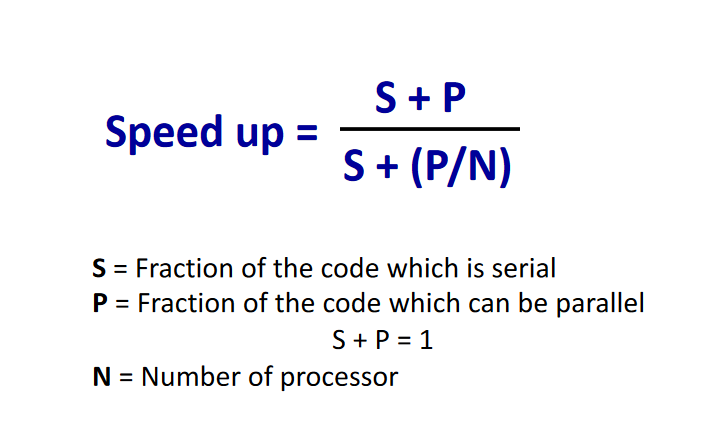 Speed up = S + P
S + (P/N)
S = Fraction of the code which is serial
P = Fraction of the code which can be parallel
S + P = 1
N = Number of processor